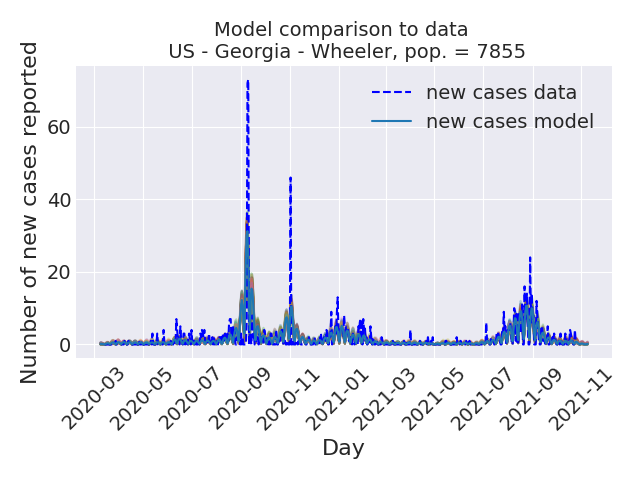 Model comparison to data
US - Georgia - Wheeler, pop. = 7855
new cases data
new cases model
Number of new cases reported
60
40
20
0
2020-03
2020-05
2020-07
2020-09
2020-11
2021-01
2021-03
2021-05
2021-07
2021-09
2021-11
Day